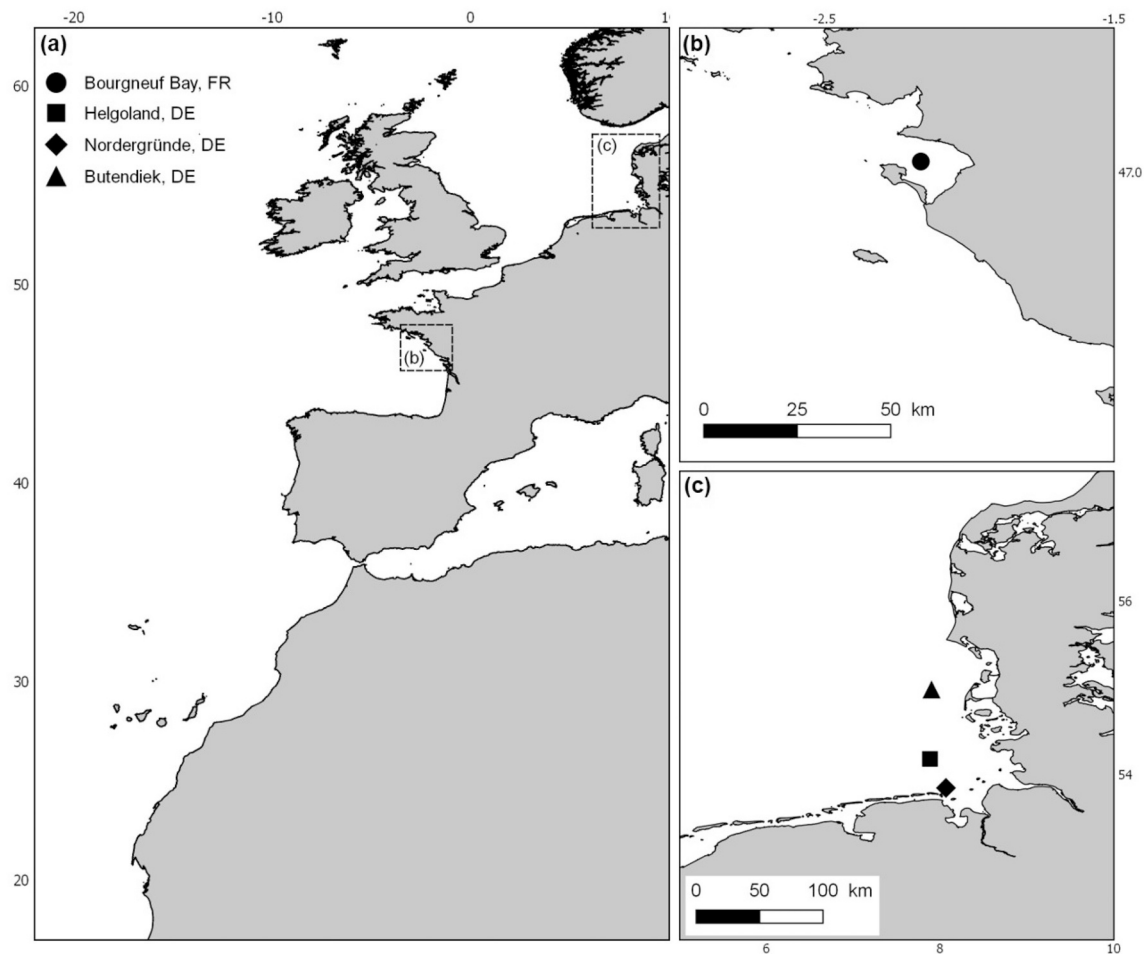 -20 -10 0 1
(a)
60
Bourgneuf Bay, FR
Helgoland, DE
Nordergründe, DE
Butendiek, DE
(c)
50
(b)
40
30
20
-2.5 -1.5
(b)
47.0
0 25 50 km
(c)
56
54
0 50 100 km
6 8 10